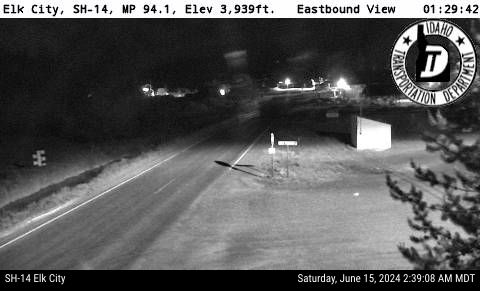 Elk City, SH-14, MP 94.1, Elev 3,939ft. Eastbound View 01:29:42
IDAHO
TRANSPORTATION DEPARTMENT
SH-14 Elk City Saturday, June 15, 2024 2:39:08 AM MDT